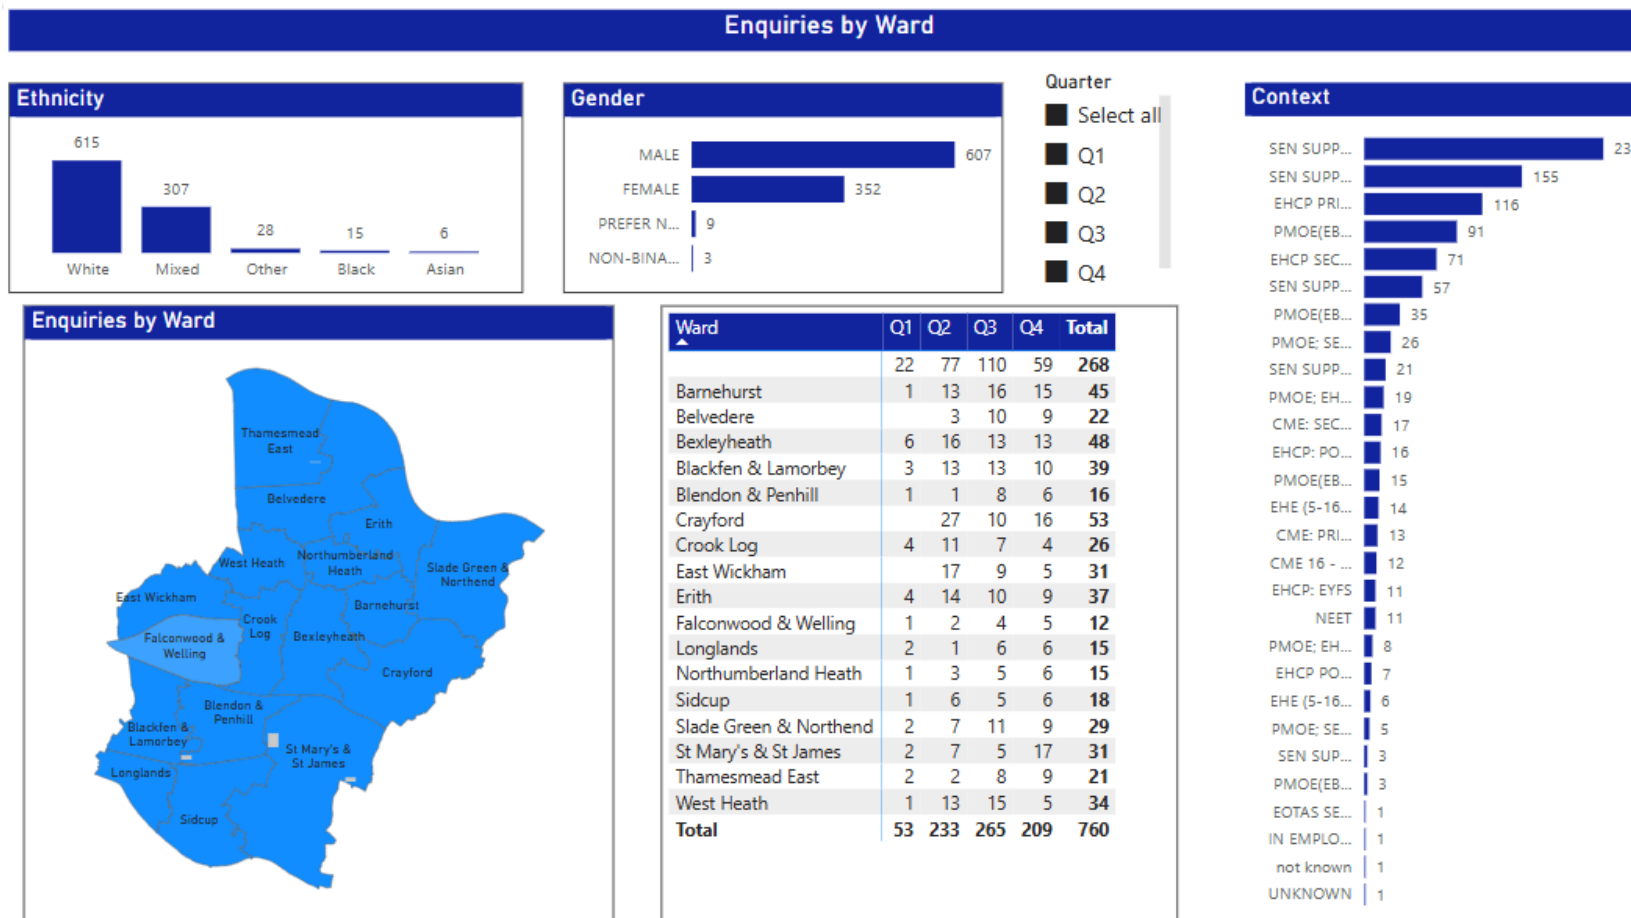 Enquiries by Ward
Ethnicity
615
307
28
15
6
White Mixed Other Black Asian
Gender
MALE 607
FEMALE 352
PREFER N... 9
NON-BINA... 3
Quarter
Select all
Q1
Q2
Q3
Q4
Context
SEN SUPP... 23
SEN SUPP... 155
EHCP PRI... 116
PMOE(EB... 91
EHCP SEC... 71
SEN SUPP... 57
PMOE(EB... 35
PMOE; SE... 26
SEN SUPP... 21
PMOE; EH... 19
CME: SEC... 17
EHCP: PO... 16
PMOE(EB... 15
EHE (5-16... 14
CME: PRI... 13
CME 16 - ... 12
EHCP: EYFS 11
NEET 11
PMOE; EH... 8
EHCP PO... 7
EHE (5-16... 6
PMOE; SE... 5
SEN SUP... 3
PMOE(EB... 3
EOTAS SE... 1
IN EMPLO... 1
not known 1
UNKNOWN 1
Enquiries by Ward
Thamesmead
East
Belvedere
Erith
West Heath
Northumberland
Heath
Slade Green &
Northend
East Wickham
Crook
Log
Barnehurst
Falconwood &
Welling
Bexleyheath
Crayford
Blendon &
Penhill
Blackfen &
Lamorbey
St Mary's &
St James
Longlands
Sidcup
Ward Q1 Q2 Q3 Q4 Total
22 77 110 59 268
Barnehurst 1 13 16 15 45
Belvedere 3 10 9 22
Bexleyheath 6 16 13 13 48
Blackfen & Lamorbey 3 13 13 10 39
Blendon & Penhill 1 1 8 6 16
Crayford 27 10 16 53
Crook Log 4 11 7 4 26
East Wickham 17 9 5 31
Erith 4 14 10 9 37
Falconwood & Welling 1 2 4 5 12
Longlands 2 1 6 6 15
Northumberland Heath 1 3 5 6 15
Sidcup 1 6 5 6 18
Slade Green & Northend 2 7 11 9 29
St Mary's & St James 2 7 5 17 31
Thamesmead East 2 2 8 9 21
West Heath 1 13 15 5 34
Total 53 233 265 209 760